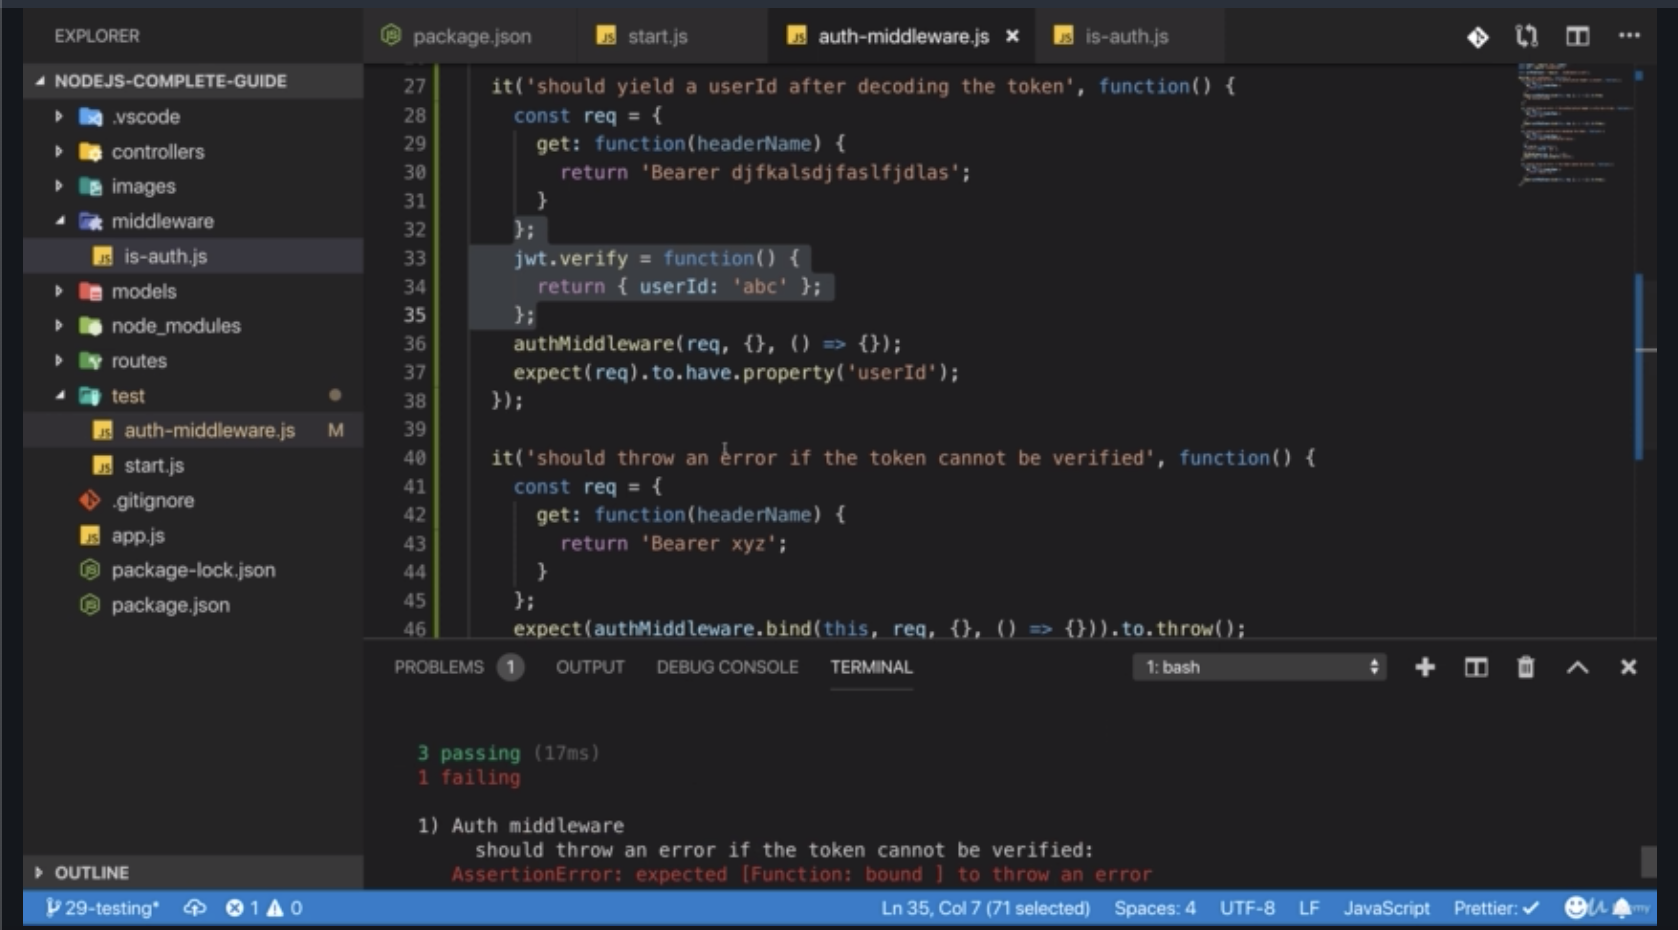 EXPLORER
NODEJS-COMPLETE-GUIDE
.vscode
controllers
images
middleware
is-auth.js
models
node_modules
routes
test
auth-middleware.js M
start.js
.gitignore
app.js
package-lock.json
package.json
OUTLINE
package.json start.js auth-middleware.js is-auth.js
27 it('should yield a userId after decoding the token', function() {
28 const req = {
29 get: function(headerName) {
30 return 'Bearer djfkalsdjfaslfjdlas';
31 }
32 };
33 jwt.verify = function() {
34 return { userId: 'abc' };
35 };
36 authMiddleware(req, {}, () => {});
37 expect(req).to.have.property('userId');
38 });
39
40 it('should throw an error if the token cannot be verified', function() {
41 const req = {
42 get: function(headerName) {
43 return 'Bearer xyz';
44 }
45 };
46 expect(authMiddleware.bind(this, req, {}, () => {})).to.throw();
PROBLEMS 1 OUTPUT DEBUG CONSOLE TERMINAL 1: bash
3 passing (17ms)
1 failing
1) Auth middleware
should throw an error if the token cannot be verified:
AssertionError: expected [Function: bound ] to throw an error
29-testing* 1 0 Ln 35, Col 7 (71 selected) Spaces: 4 UTF-8 LF JavaScript Prettier: ✓